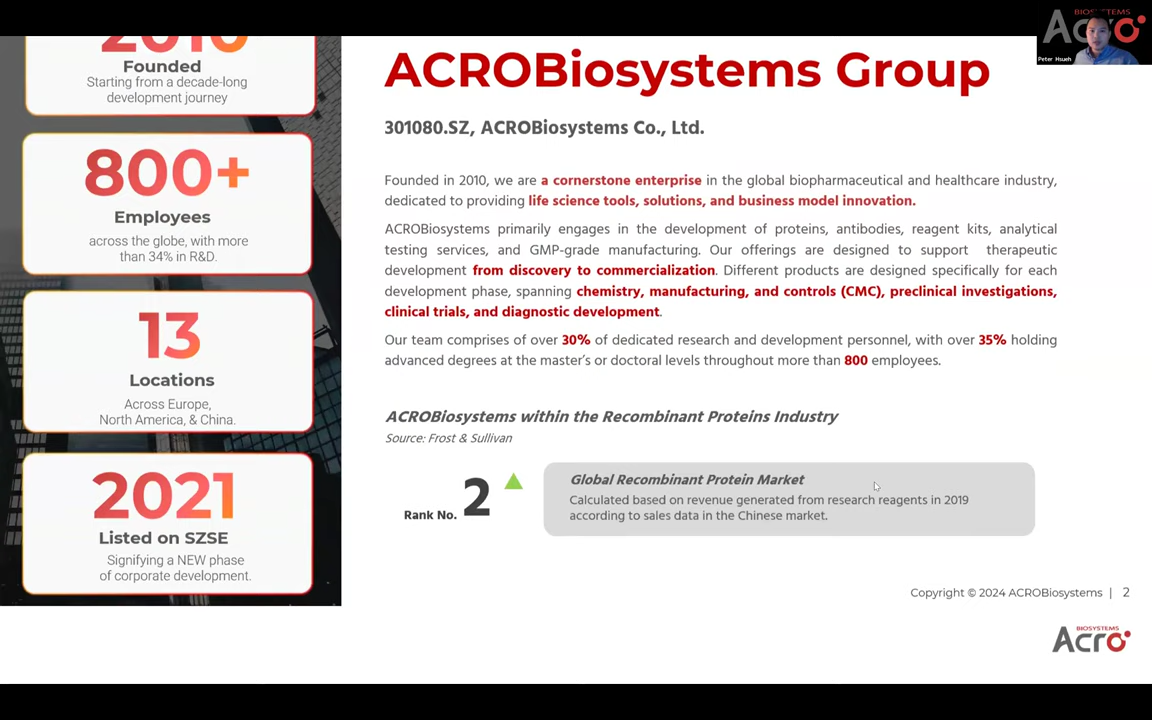 2010
Founded
Starting from a decade-long
development journey
800+
Employees
across the globe, with more
than 34% in R&D.
13
Locations
Across Europe,
North America, & China.
2021
Listed on SZSE
Signifying a NEW phase
of corporate development.
ACROBiosystems Group
301080.SZ, ACROBiosystems Co., Ltd.
Founded in 2010, we are a cornerstone enterprise in the global biopharmaceutical and healthcare industry,
dedicated to providing life science tools, solutions, and business model innovation.
ACROBiosystems primarily engages in the development of proteins, antibodies, reagent kits, analytical
testing services, and GMP-grade manufacturing. Our offerings are designed to support therapeutic
development from discovery to commercialization. Different products are designed specifically for each
development phase, spanning chemistry, manufacturing, and controls (CMC), preclinical investigations,
clinical trials, and diagnostic development.
Our team comprises of over 30% of dedicated research and development personnel, with over 35% holding
advanced degrees at the master's or doctoral levels throughout more than 800 employees.
ACROBiosystems within the Recombinant Proteins Industry
Source: Frost & Sullivan
Rank No. 2
Global Recombinant Protein Market
Calculated based on revenue generated from research reagents in 2019
according to sales data in the Chinese market.
Copyright © 2024 ACROBiosystems | 2
BIOSYSTEMS
Acro
BIOSYSTEMS
Acro
Peter Hsueh